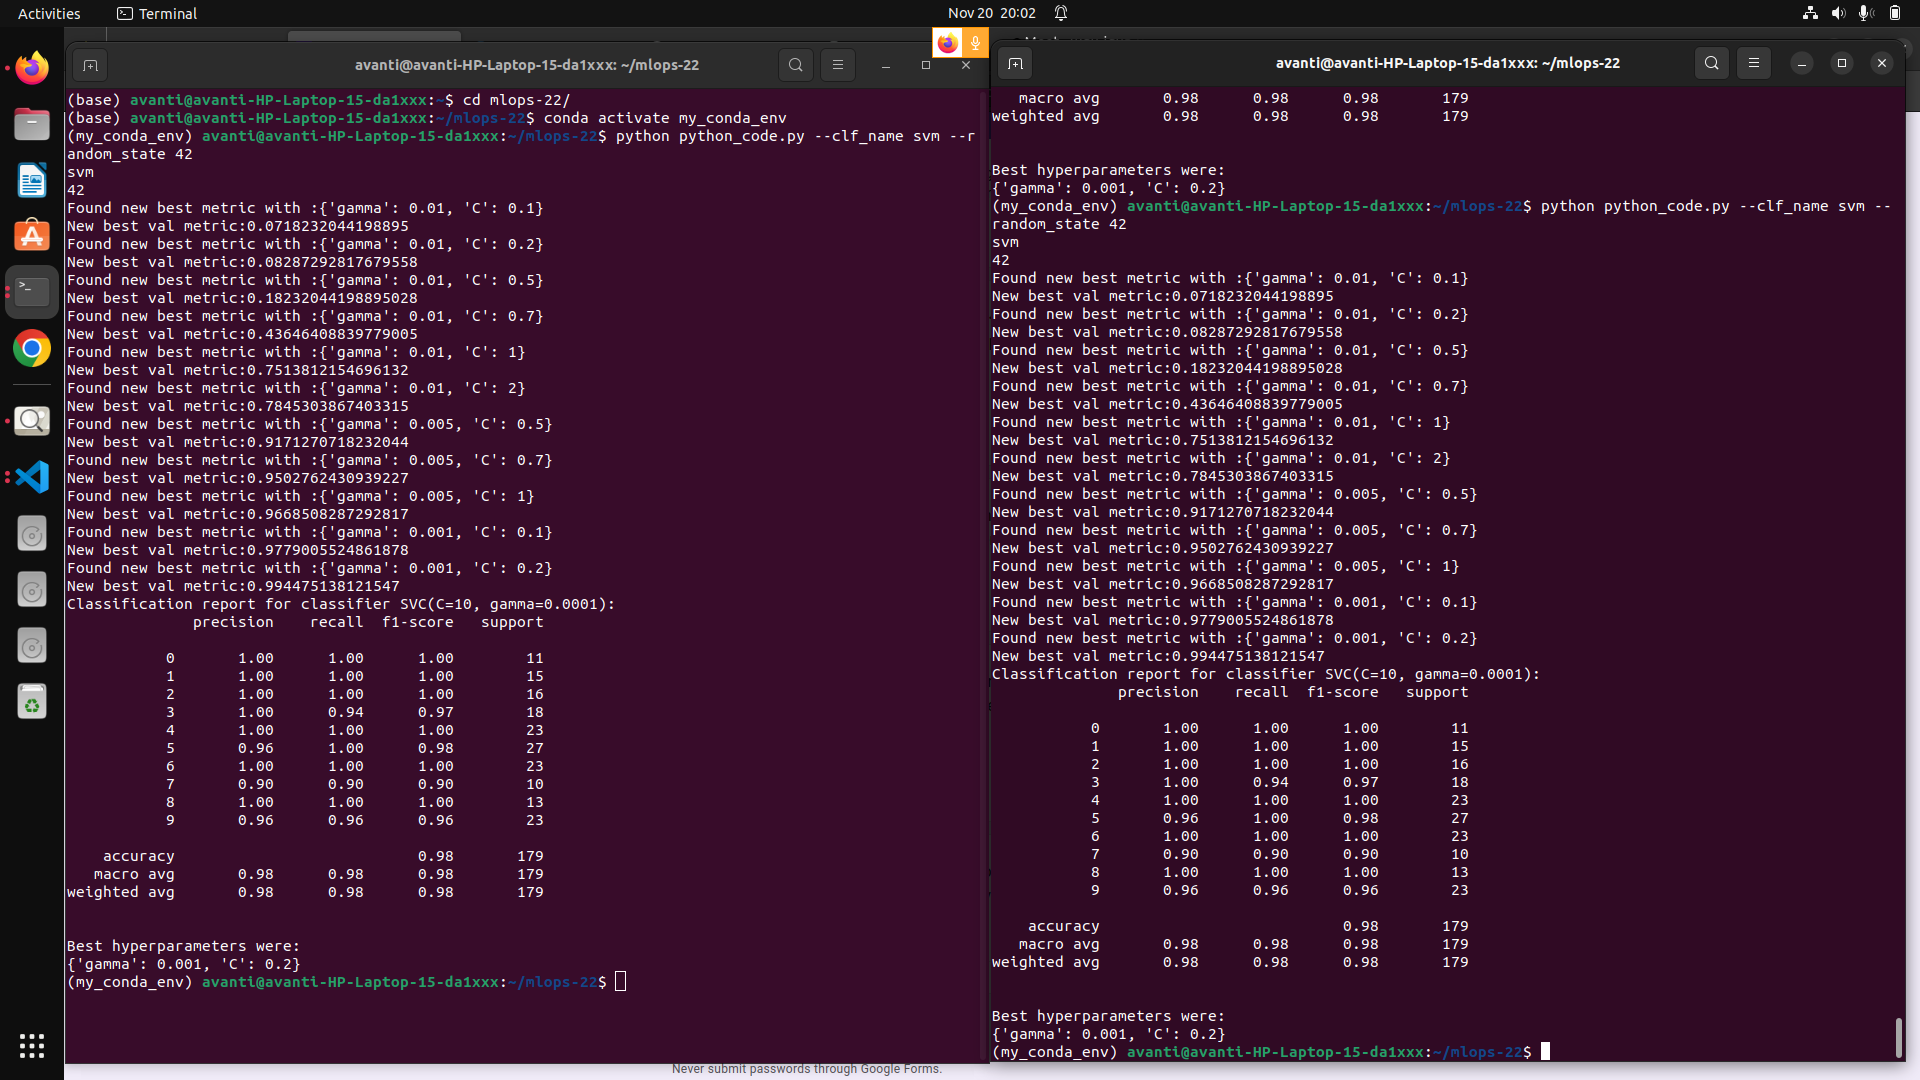 Activities
Terminal
Nov 20 20:02
avanti@avanti-HP-Laptop-15-da1xxx: ~/mlops-22
(base) avanti@avanti-HP-Laptop-15-da1xxx:~$ cd mlops-22/
(base) avanti@avanti-HP-Laptop-15-da1xxx:~/mlops-22$ conda activate my_conda_env
(my_conda_env) avanti@avanti-HP-Laptop-15-da1xxx:~/mlops-22$ python python_code.py --clf_name svm --r
andom_state 42
svm
42
Found new best metric with :{'gamma': 0.01, 'C': 0.1}
New best val metric:0.0718232044198895
Found new best metric with :{'gamma': 0.01, 'C': 0.2}
New best val metric:0.08287292817679558
Found new best metric with :{'gamma': 0.01, 'C': 0.5}
New best val metric:0.18232044198895028
Found new best metric with :{'gamma': 0.01, 'C': 0.7}
New best val metric:0.43646408839779005
Found new best metric with :{'gamma': 0.01, 'C': 1}
New best val metric:0.7513812154696132
Found new best metric with :{'gamma': 0.01, 'C': 2}
New best val metric:0.7845303867403315
Found new best metric with :{'gamma': 0.005, 'C': 0.5}
New best val metric:0.9171270718232044
Found new best metric with :{'gamma': 0.005, 'C': 0.7}
New best val metric:0.9502762430939227
Found new best metric with :{'gamma': 0.005, 'C': 1}
New best val metric:0.9668508287292817
Found new best metric with :{'gamma': 0.001, 'C': 0.1}
New best val metric:0.9779005524861878
Found new best metric with :{'gamma': 0.001, 'C': 0.2}
New best val metric:0.994475138121547
Classification report for classifier SVC(C=10, gamma=0.0001):
precision recall f1-score support
0 1.00 1.00 1.00 11
1 1.00 1.00 1.00 15
2 1.00 1.00 1.00 16
3 1.00 0.94 0.97 18
4 1.00 1.00 1.00 23
5 0.96 1.00 0.98 27
6 1.00 1.00 1.00 23
7 0.90 0.90 0.90 10
8 1.00 1.00 1.00 13
9 0.96 0.96 0.96 23
accuracy 0.98 179
macro avg 0.98 0.98 0.98 179
weighted avg 0.98 0.98 0.98 179
Best hyperparameters were:
{'gamma': 0.001, 'C': 0.2}
(my_conda_env) avanti@avanti-HP-Laptop-15-da1xxx:~/mlops-22$
avanti@avanti-HP-Laptop-15-da1xxx: ~/mlops-22
macro avg 0.98 0.98 0.98 179
weighted avg 0.98 0.98 0.98 179
Best hyperparameters were:
{'gamma': 0.001, 'C': 0.2}
(my_conda_env) avanti@avanti-HP-Laptop-15-da1xxx:~/mlops-22$ python python_code.py --clf_name svm --
random_state 42
svm
42
Found new best metric with :{'gamma': 0.01, 'C': 0.1}
New best val metric:0.0718232044198895
Found new best metric with :{'gamma': 0.01, 'C': 0.2}
New best val metric:0.08287292817679558
Found new best metric with :{'gamma': 0.01, 'C': 0.5}
New best val metric:0.18232044198895028
Found new best metric with :{'gamma': 0.01, 'C': 0.7}
New best val metric:0.43646408839779005
Found new best metric with :{'gamma': 0.01, 'C': 1}
New best val metric:0.7513812154696132
Found new best metric with :{'gamma': 0.01, 'C': 2}
New best val metric:0.7845303867403315
Found new best metric with :{'gamma': 0.005, 'C': 0.5}
New best val metric:0.9171270718232044
Found new best metric with :{'gamma': 0.005, 'C': 0.7}
New best val metric:0.9502762430939227
Found new best metric with :{'gamma': 0.005, 'C': 1}
New best val metric:0.9668508287292817
Found new best metric with :{'gamma': 0.001, 'C': 0.1}
New best val metric:0.9779005524861878
Found new best metric with :{'gamma': 0.001, 'C': 0.2}
New best val metric:0.994475138121547
Classification report for classifier SVC(C=10, gamma=0.0001):
precision recall f1-score support
0 1.00 1.00 1.00 11
1 1.00 1.00 1.00 15
2 1.00 1.00 1.00 16
3 1.00 0.94 0.97 18
4 1.00 1.00 1.00 23
5 0.96 1.00 0.98 27
6 1.00 1.00 1.00 23
7 0.90 0.90 0.90 10
8 1.00 1.00 1.00 13
9 0.96 0.96 0.96 23
accuracy 0.98 179
macro avg 0.98 0.98 0.98 179
weighted avg 0.98 0.98 0.98 179
Best hyperparameters were:
{'gamma': 0.001, 'C': 0.2}
(my_conda_env) avanti@avanti-HP-Laptop-15-da1xxx:~/mlops-22$
Never submit passwords through Google Forms.